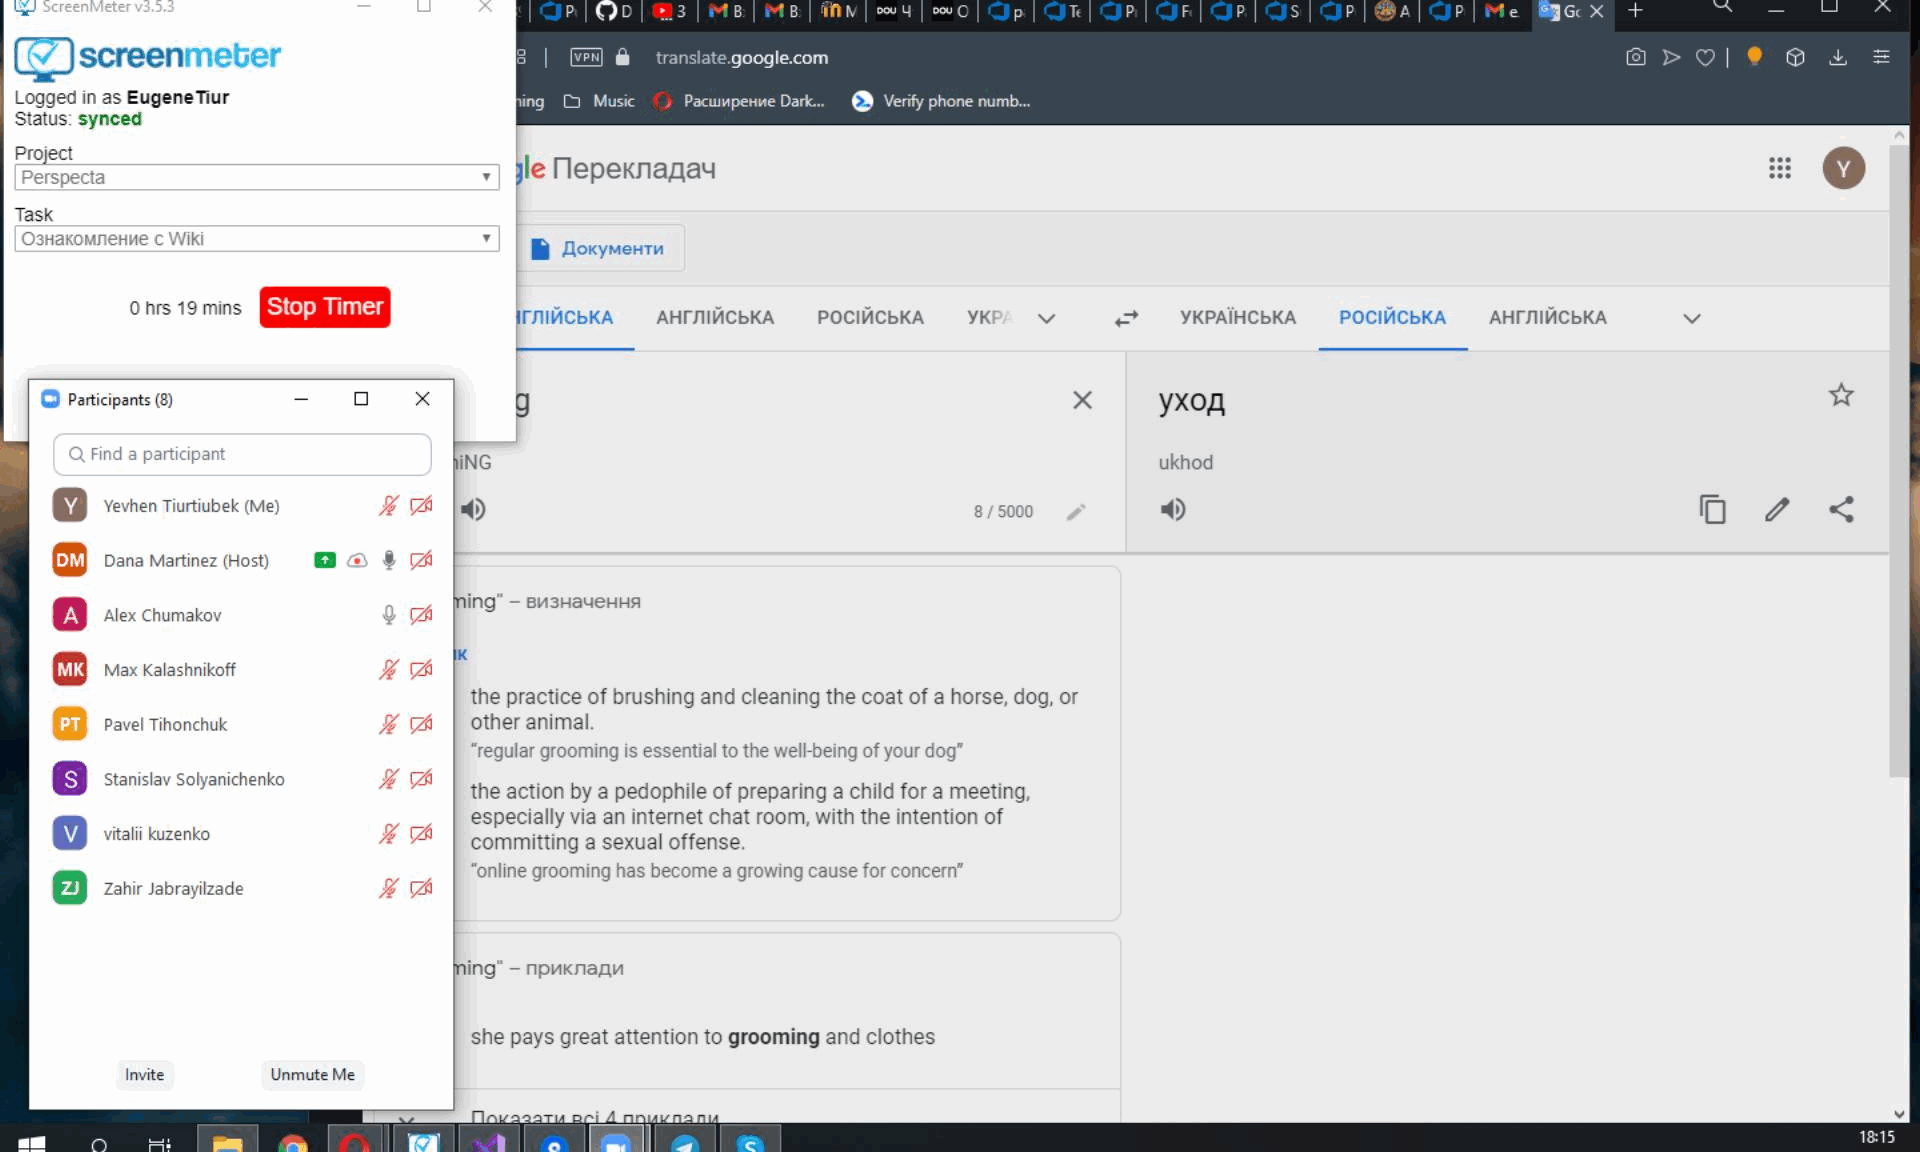 ScreenMeter v3.5.3
screenmeter
Logged in as EugeneTiur
Status: synced
Project
Perspecta
Task
Ознакомление с Wiki
0 hrs 19 mins
Stop Timer
Participants (8)
Find a participant
Y
Yevhen Tiurtiubek (Me)
DM
Dana Martinez (Host)
A
Alex Chumakov
MK
Max Kalashnikoff
PT
Pavel Tihonchuk
S
Stanislav Solyanichenko
V
vitalii kuzenko
ZJ
Zahir Jabrayilzade
Invite
Unmute Me
VPN
translate.google.com
ning
Music
Расширение Dark...
Verify phone numb...
gle Перекладач
Y
Документи
НГЛІЙСЬКА
АНГЛІЙСЬКА
РОСІЙСЬКА
УКРА
УКРАЇНСЬКА
РОСІЙСЬКА
АНГЛІЙСЬКА
g
уход
niNG
ukhod
8 / 5000
ming" – визначення
ик
the practice of brushing and cleaning the coat of a horse, dog, or
other animal.
“regular grooming is essential to the well-being of your dog”
the action by a pedophile of preparing a child for a meeting,
especially via an internet chat room, with the intention of
committing a sexual offense.
“online grooming has become a growing cause for concern”
ming" – приклади
she pays great attention to grooming and clothes
Показати всі 4 приклади
18:15